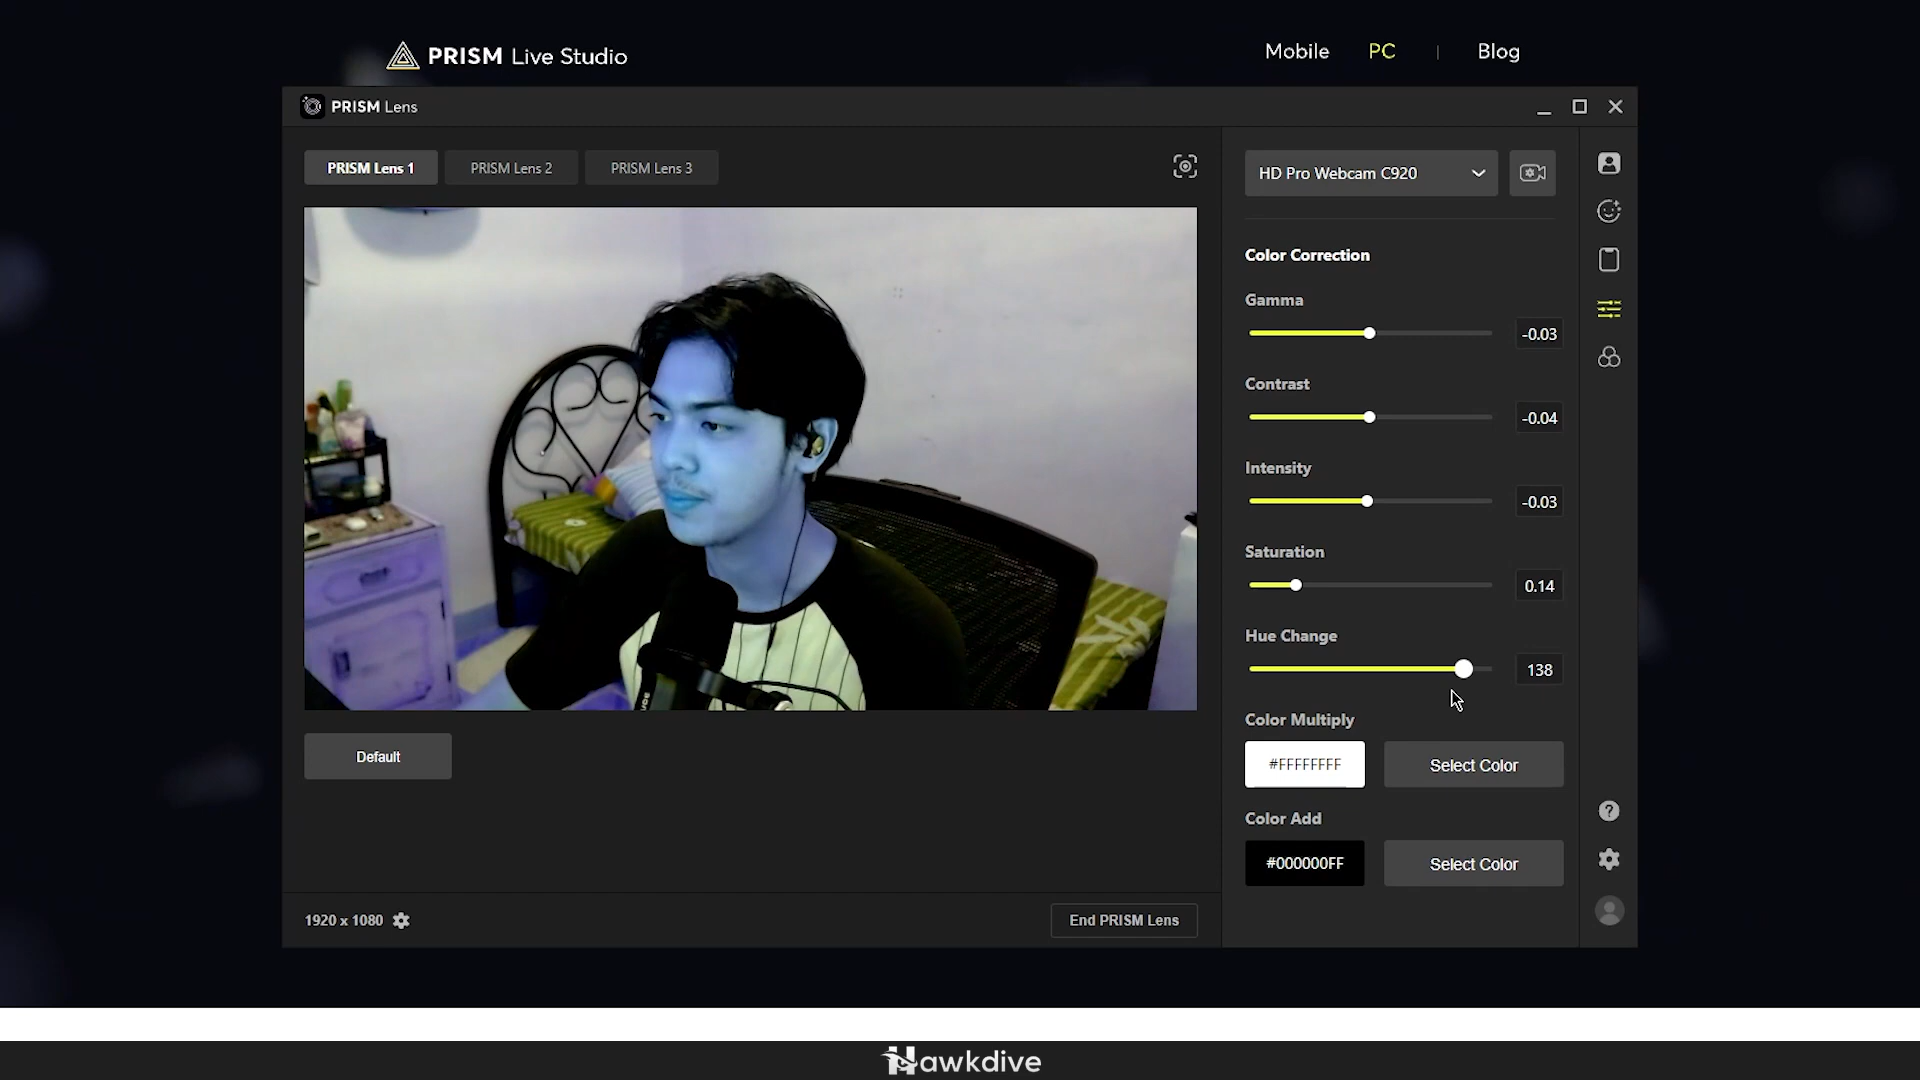 PRISM Live Studio
Mobile PC | Blog
PRISM Lens
PRISM Lens 1 PRISM Lens 2 PRISM Lens 3
HD Pro Webcam C920
Color Correction
Gamma
-0.03
Contrast
-0.04
Intensity
-0.03
Saturation
0.14
Hue Change
138
Color Multiply
#FFFFFFFF Select Color
Color Add
#000000FF Select Color
Default
1920 x 1080
End PRISM Lens
Hawkdive